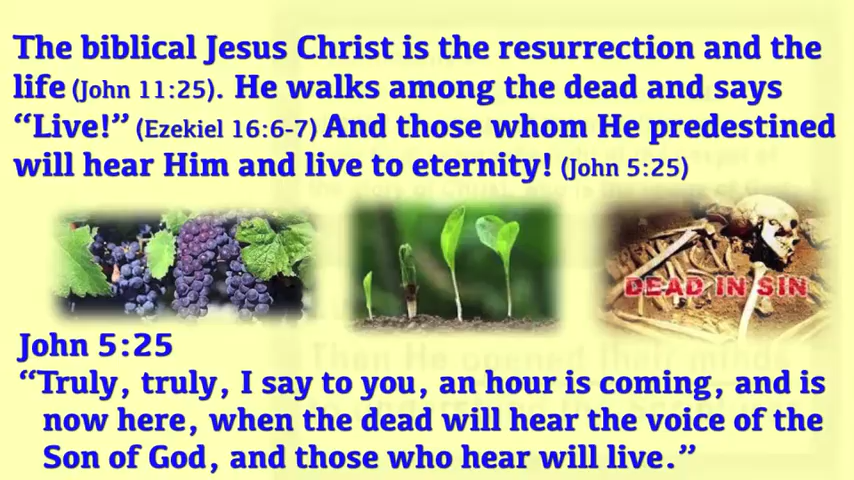 The biblical Jesus Christ is the resurrection and the
life (John 11:25). He walks among the dead and says
“Live!” (Ezekiel 16:6-7) And those whom He predestined
will hear Him and live to eternity! (John 5:25)
DEAD IN SIN
John 5:25
“Truly, truly, I say to you, an hour is coming, and is
now here, when the dead will hear the voice of the
Son of God, and those who hear will live.”
Then He opened their minds